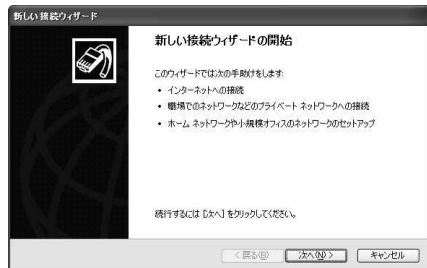 新しい接続ウィザード
新しい接続ウィザードの開始
このウィザードでは次の手助けをします:
• インターネットへの接続
• 職場でのネットワークなどのプライベート ネットワークへの接続
• ホーム ネットワークや小規模オフィスのネットワークのセットアップ
続行するには [次へ] をクリックしてください。
< 戻る(B) 次へ(N) > キャンセル